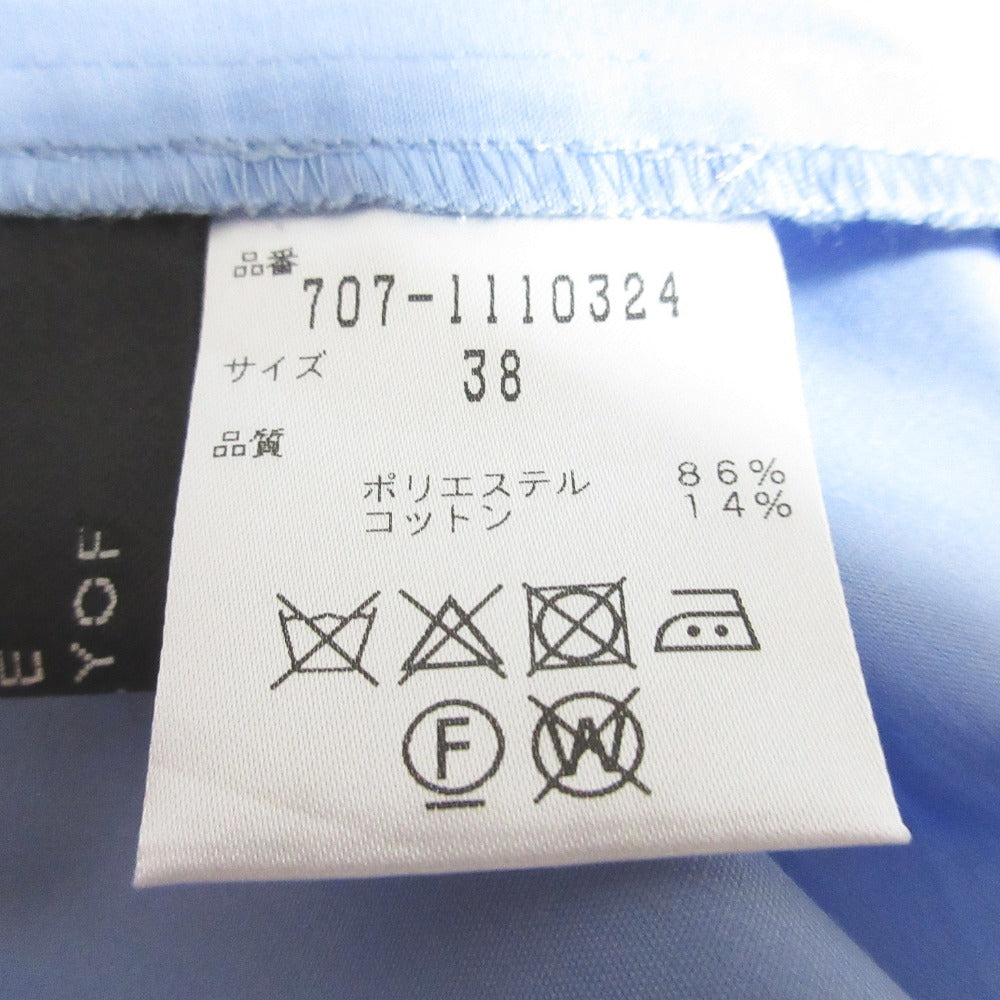 品番
707-1110324
サイズ 38
品質
ポリエステル 86%
コットン 14%
F
W
E
YOF